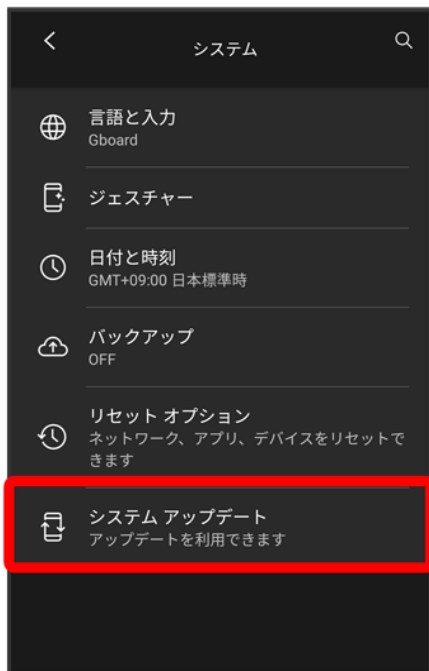 システム
言語と入力
Gboard
ジェスチャー
日付と時刻
GMT+09:00 日本標準時
バックアップ
OFF
リセット オプション
ネットワーク、アプリ、デバイスをリセットで
きます
システム アップデート
アップデートを利用できます